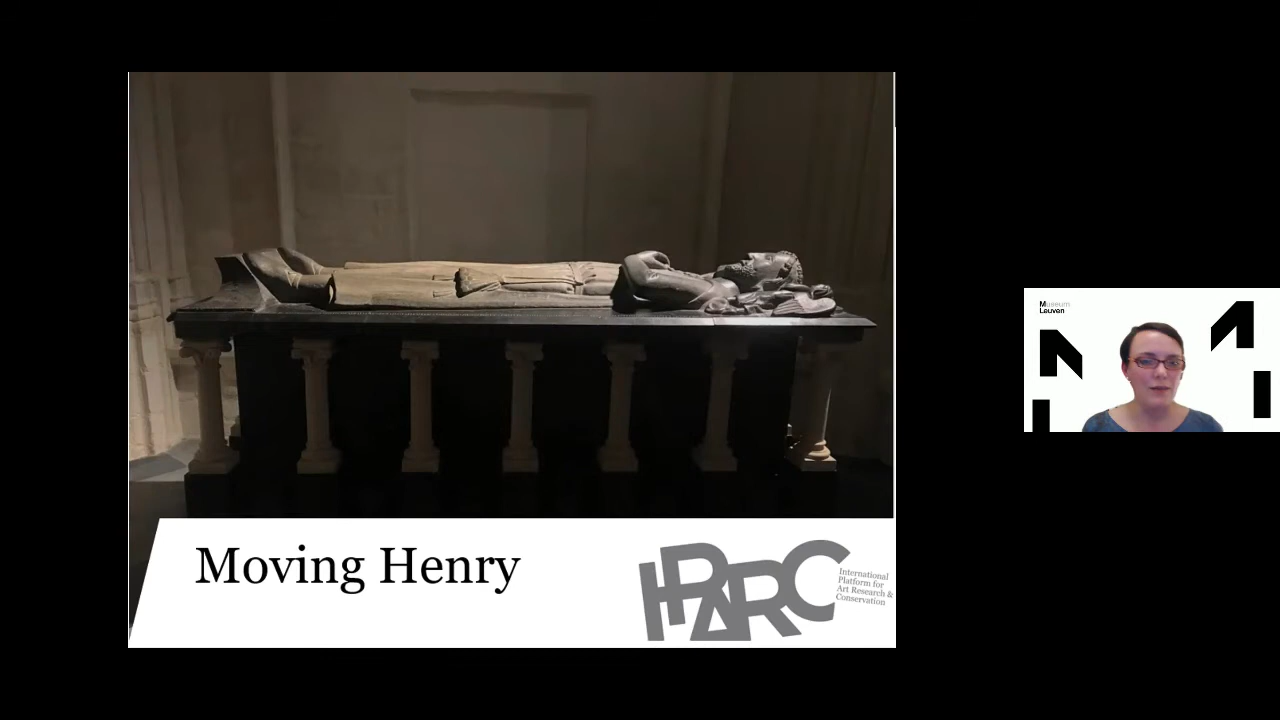 Moving Henry
IPARC
International
Platform for
Art Research &
Conservation
Museum
Leuven